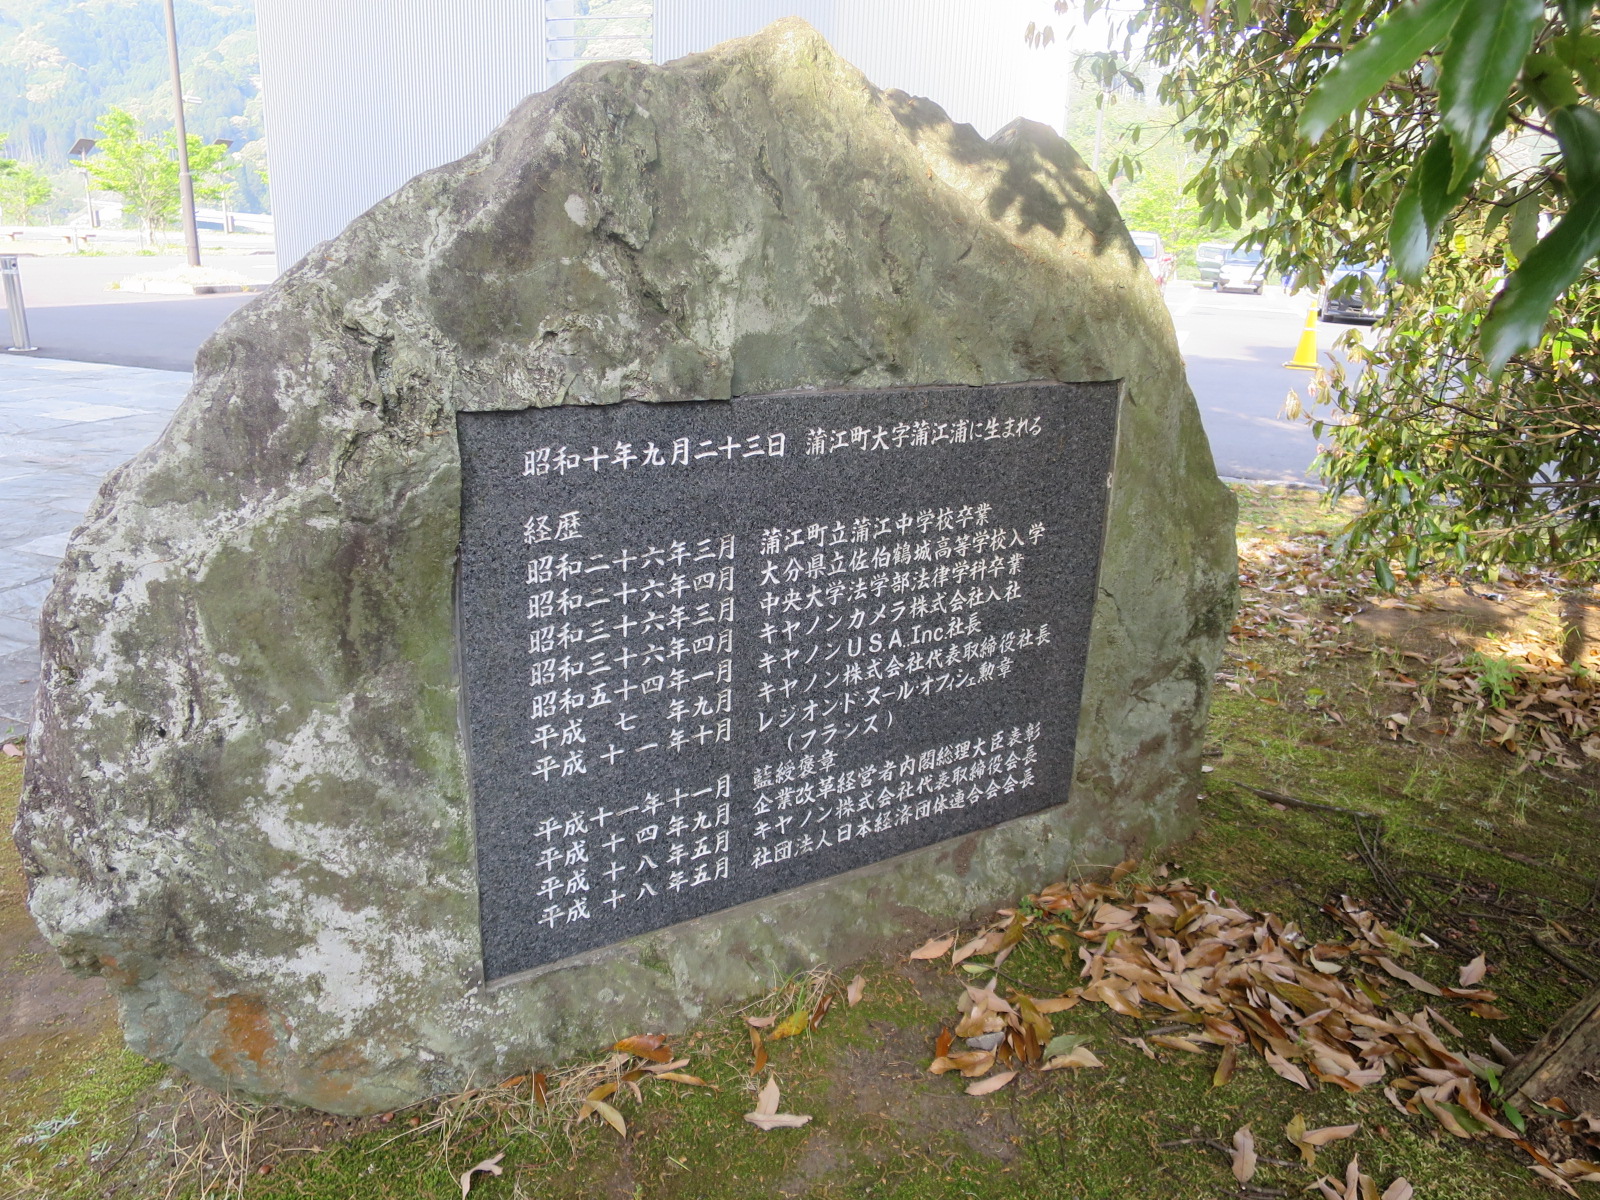 昭和十年九月二十三日 蒲江町大字蒲江浦に生まれる
経歴
昭和二十六年三月 蒲江町立蒲江中学校卒業
昭和二十六年四月 大分県立佐伯鶴城高等学校入学
昭和三十六年三月 中央大学法学部法律学科卒業
昭和三十六年四月 キヤノンカメラ株式会社入社
昭和五十四年一月 キヤノンU.S.A.,Inc.社長
平成 七 年九月 キヤノン株式会社代表取締役社長
平成 十一 年十月 レジオンド・ヌール・オフィシェ勲章
(フランス)
平成十一年十一月 藍綬褒章
平成 十四 年九月 企業改革経営者内閣総理大臣表彰
平成 十八 年五月 キヤノン株式会社代表取締役会長
平成 十八 年五月 社団法人日本経済団体連合会会長